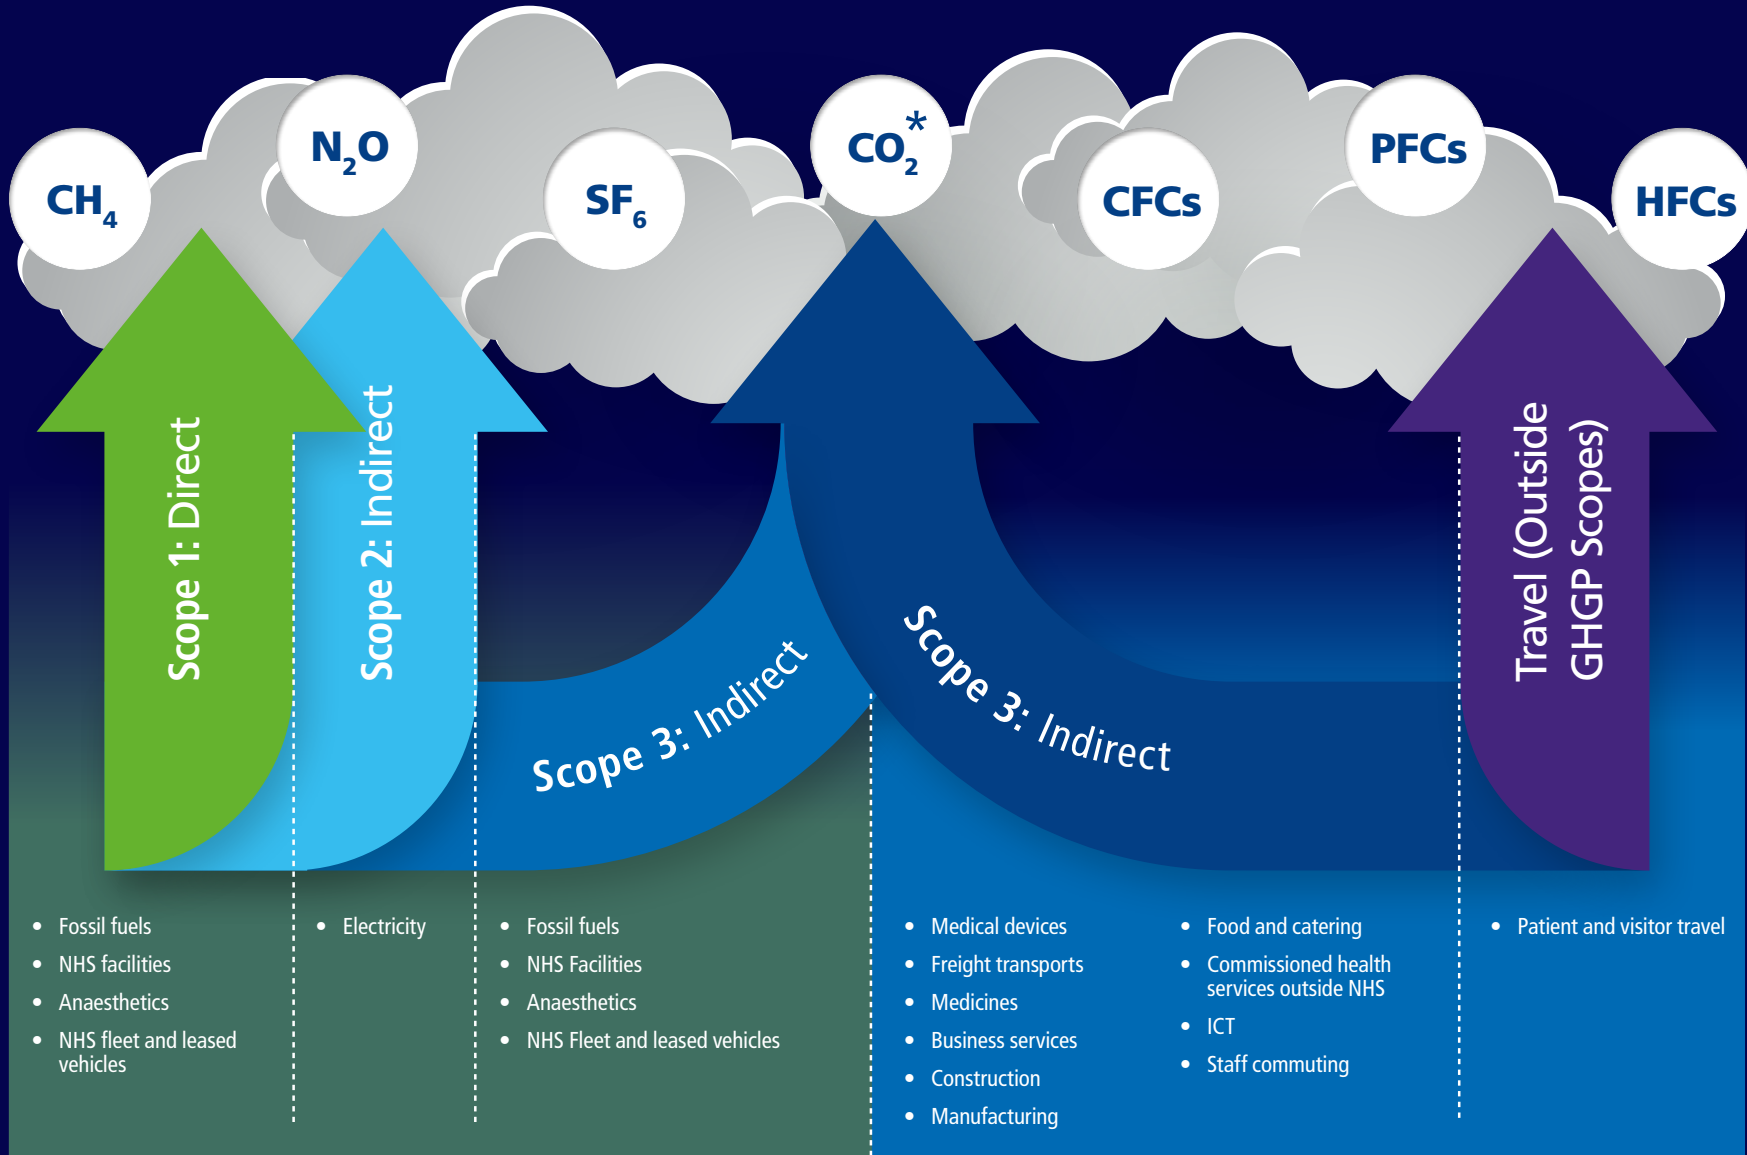 CH4
N2O
SF6
CO2*
CFCs
PFCs
HFCs
Scope 1: Direct
Scope 2: Indirect
Scope 3: Indirect
Scope 3: Indirect
Travel (Outside
GHGP Scopes)
• Fossil fuels
• NHS facilities
• Anaesthetics
• NHS fleet and leased
vehicles
• Electricity
• Fossil fuels
• NHS Facilities
• Anaesthetics
• NHS Fleet and leased vehicles
• Medical devices
• Freight transports
• Medicines
• Business services
• Construction
• Manufacturing
• Food and catering
• Commissioned health
services outside NHS
• ICT
• Staff commuting
• Patient and visitor travel